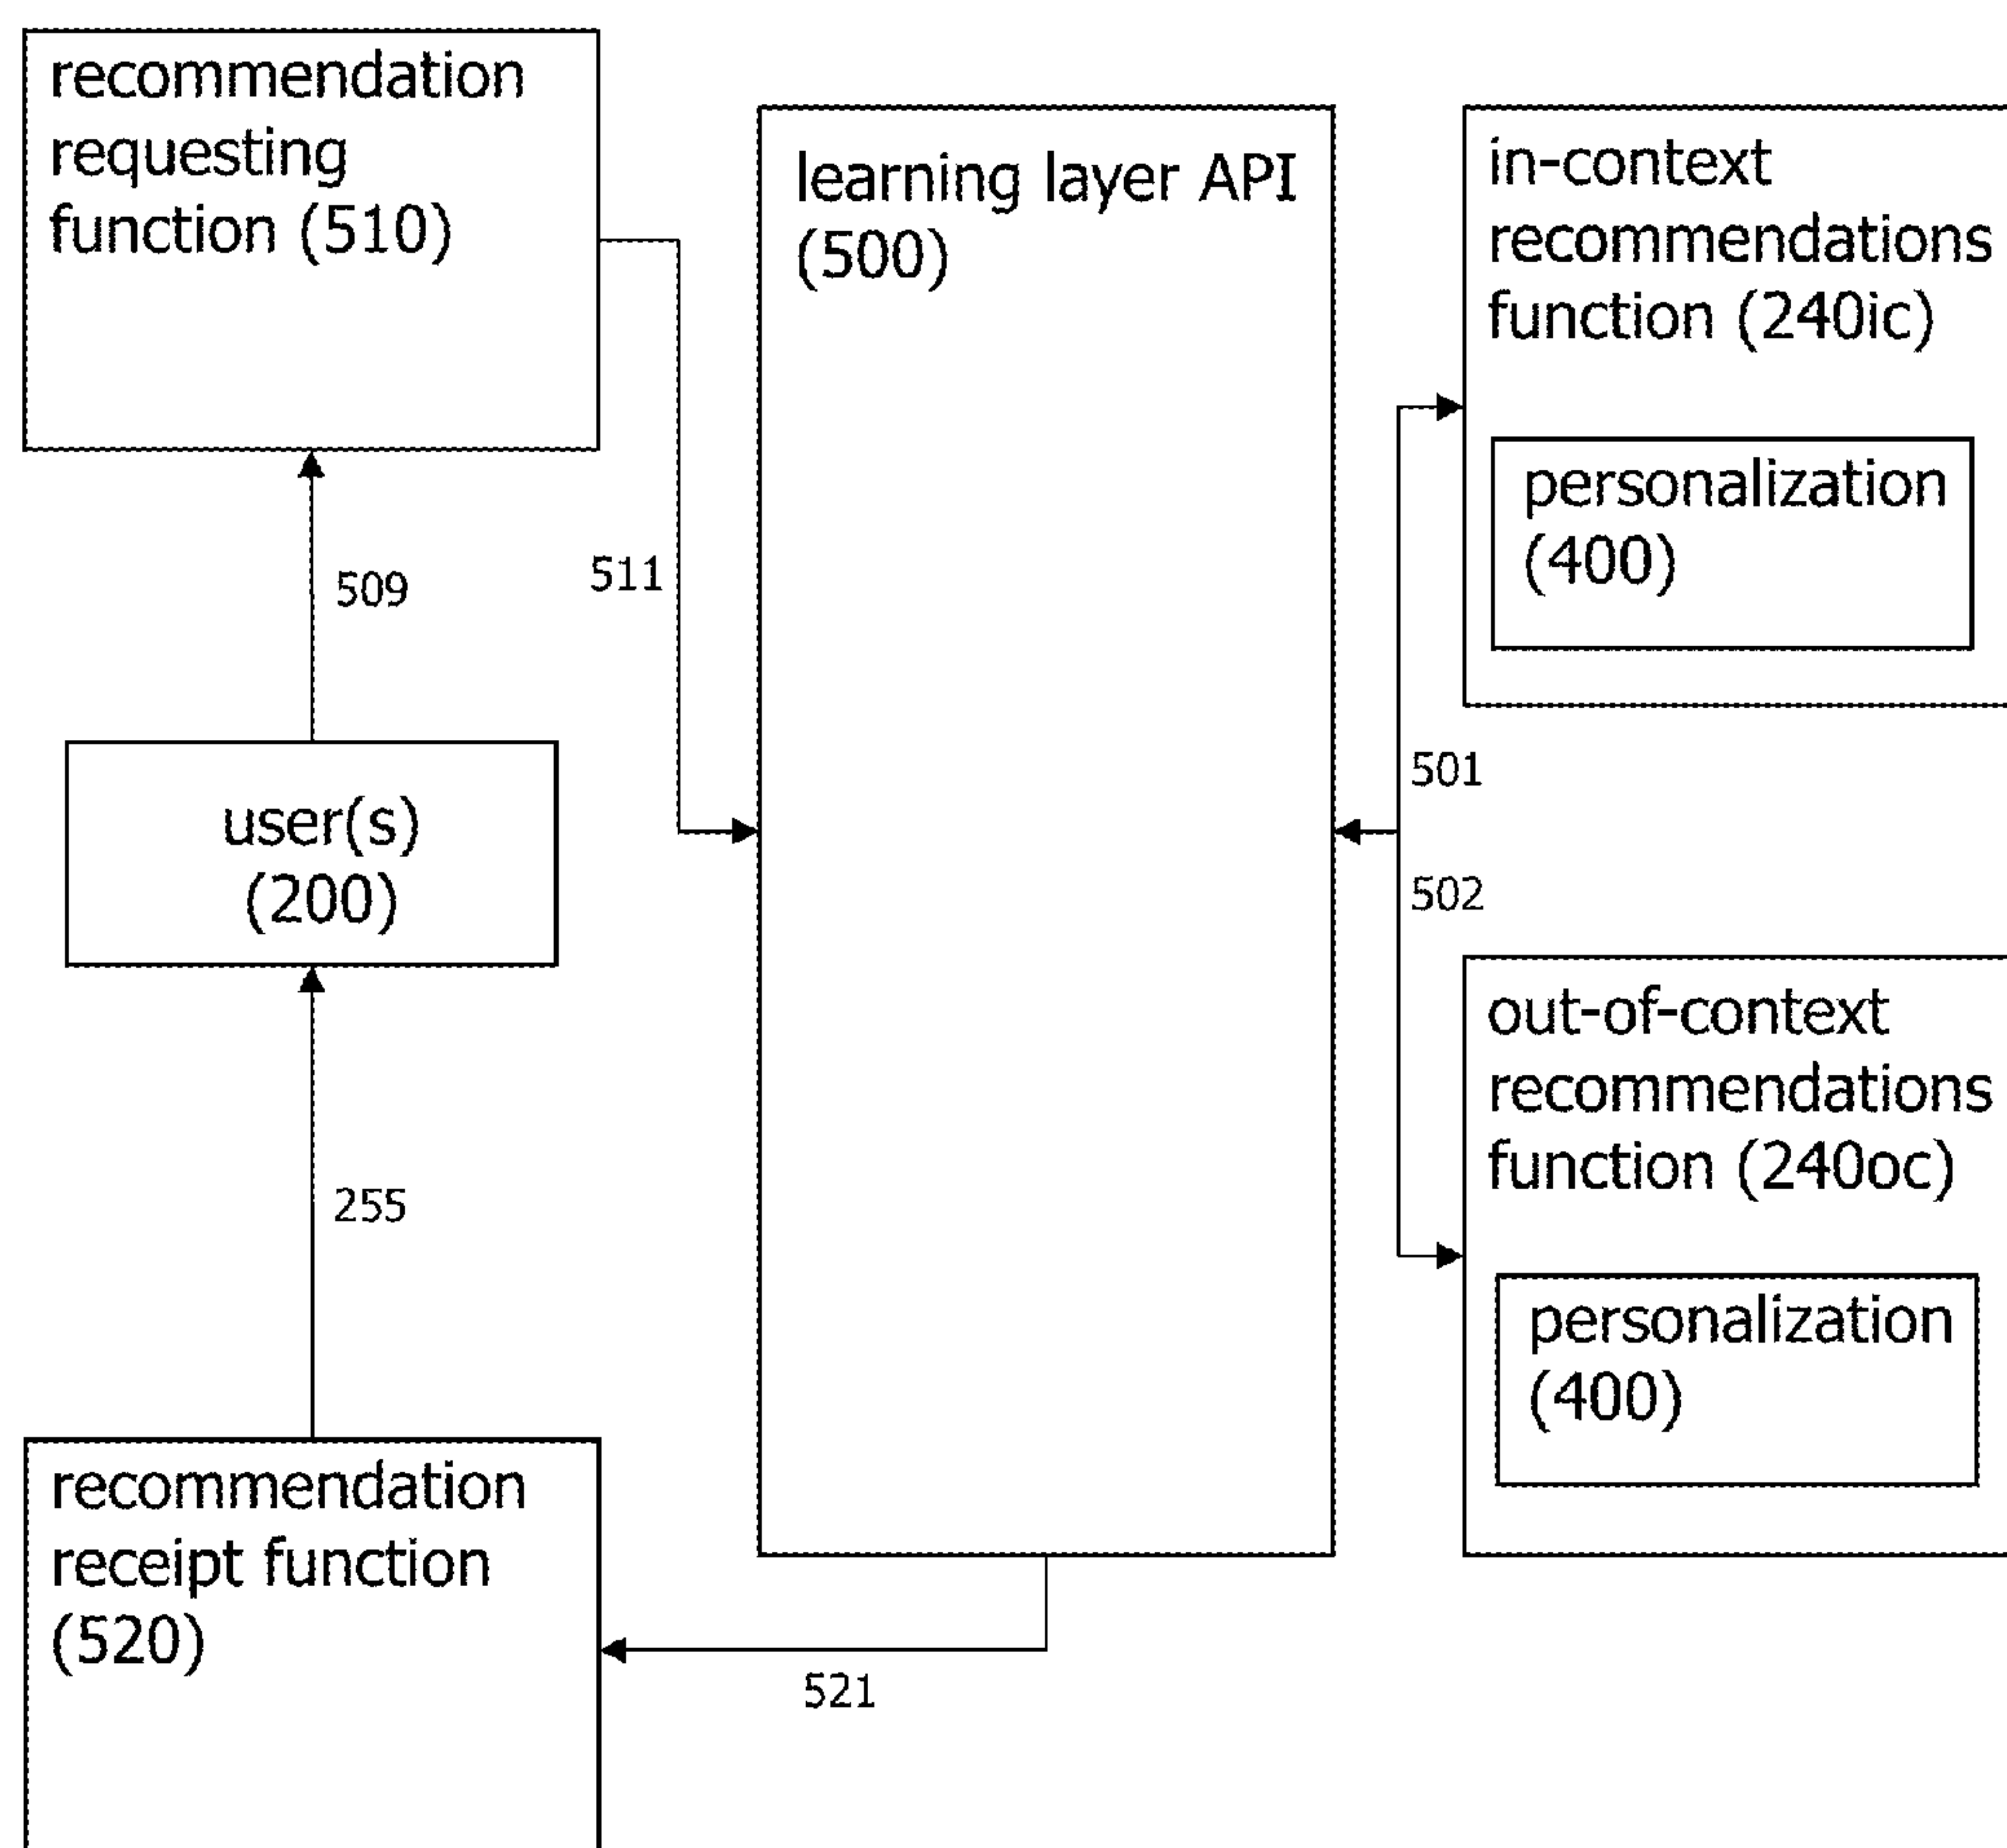 recommendation
requesting
function (510)
learning layer API
(500)
in-context
recommendations
function (240ic)
personalization
(400)
509
511
501
user(s)
(200)
502
out-of-context
recommendations
function (240oc)
personalization
(400)
255
recommendation
receipt function
(520)
521